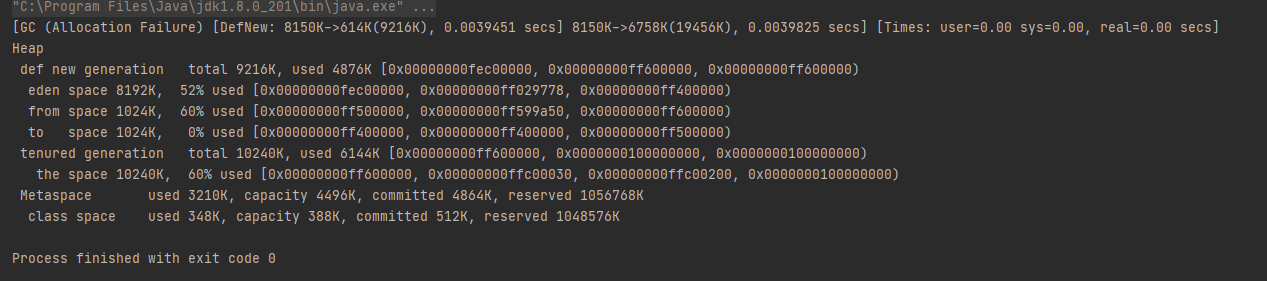 "C:\Program Files\Java\jdk1.8.0_201\bin\java.exe" ...
[GC (Allocation Failure) [DefNew: 8150K->614K(9216K), 0.0039451 secs] 8150K->6758K(19456K), 0.0039825 secs] [Times: user=0.00 sys=0.00, real=0.00 secs]
Heap
 def new generation   total 9216K, used 4876K [0x00000000fec00000, 0x00000000ff600000, 0x00000000ff600000)
  eden space 8192K,  52% used [0x00000000fec00000, 0x00000000ff029778, 0x00000000ff400000)
  from space 1024K,  60% used [0x00000000ff500000, 0x00000000ff599a50, 0x00000000ff600000)
  to   space 1024K,   0% used [0x00000000ff400000, 0x00000000ff400000, 0x00000000ff500000)
 tenured generation   total 10240K, used 6144K [0x00000000ff600000, 0x0000000100000000, 0x0000000100000000)
   the space 10240K,  60% used [0x00000000ff600000, 0x00000000ffc00030, 0x00000000ffc00200, 0x0000000100000000)
 Metaspace       used 3210K, capacity 4496K, committed 4864K, reserved 1056768K
  class space    used 348K, capacity 388K, committed 512K, reserved 1048576K
Process finished with exit code 0